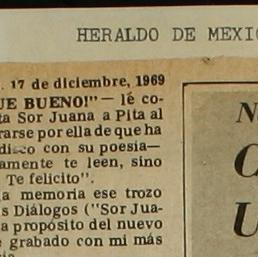 HERALDO DE MEXIC
. 17 de diciembre, 1969
UE BUENO!"— lé co-
ta Sor Juana a Pita al
rarse por ella de que ha
disco con su poesía—
amente te leen, sino
Te felicito".
a memoria ese trozo
s Diálogos ("Sor Jua-
a propósito del nuevo
e grabado con mi más
N
C
U